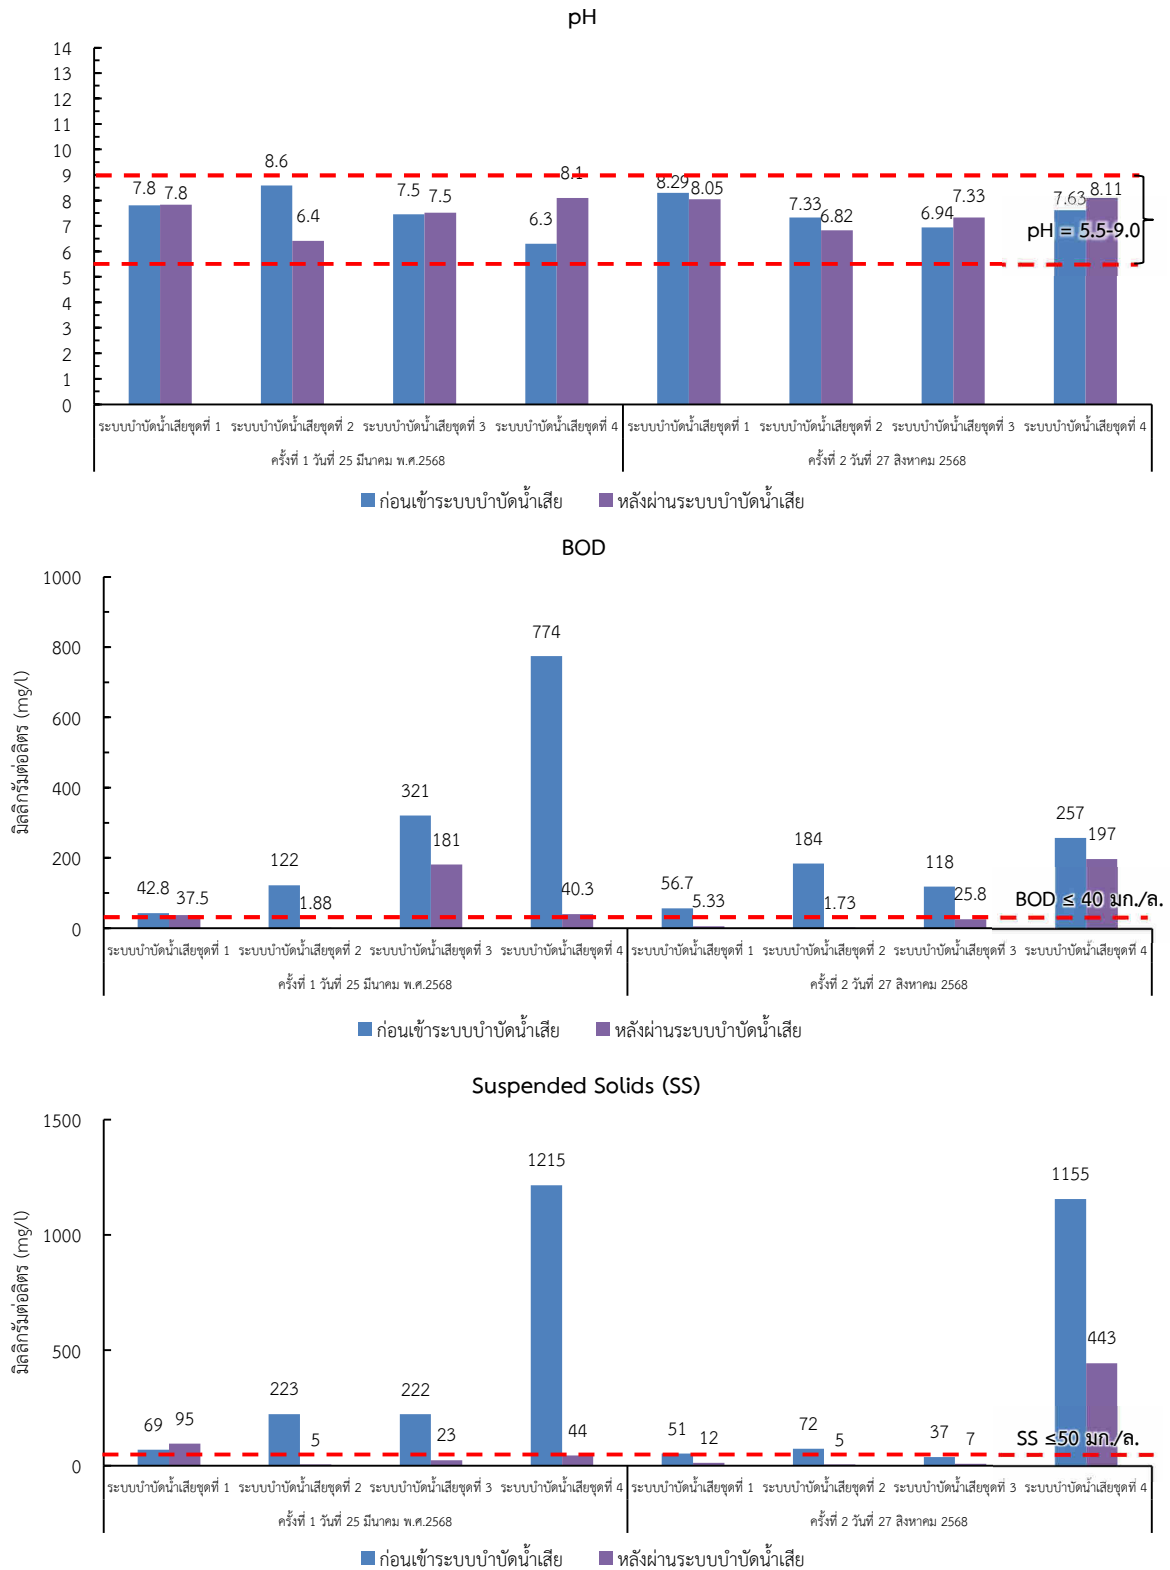 pH
14
13
12
11
10
9
8
7
6
5
4
3
2
1
0
7.8 7.8 8.6 6.4 7.5 7.5 6.3 8.1 8.29 8.05 7.33 6.82 6.94 7.33 7.63 8.11
pH = 5.5-9.0
ระบบบำบัดน้ำเสียชุดที่ 1 ระบบบำบัดน้ำเสียชุดที่ 2 ระบบบำบัดน้ำเสียชุดที่ 3 ระบบบำบัดน้ำเสียชุดที่ 4 ระบบบำบัดน้ำเสียชุดที่ 1 ระบบบำบัดน้ำเสียชุดที่ 2 ระบบบำบัดน้ำเสียชุดที่ 3 ระบบบำบัดน้ำเสียชุดที่ 4
ครั้งที่ 1 วันที่ 25 มีนาคม พ.ศ.2568 ครั้งที่ 2 วันที่ 27 สิงหาคม 2568
ก่อนเข้าระบบบำบัดน้ำเสีย หลังผ่านระบบบำบัดน้ำเสีย
BOD
มิลลิกรัมต่อลิตร (mg/l)
1000
800
600
400
200
0
42.8 37.5 122 1.88 321 181 774 40.3 56.7 5.33 184 1.73 118 25.8 257 197
BOD ≤ 40 มก./ล.
ระบบบำบัดน้ำเสียชุดที่ 1 ระบบบำบัดน้ำเสียชุดที่ 2 ระบบบำบัดน้ำเสียชุดที่ 3 ระบบบำบัดน้ำเสียชุดที่ 4 ระบบบำบัดน้ำเสียชุดที่ 1 ระบบบำบัดน้ำเสียชุดที่ 2 ระบบบำบัดน้ำเสียชุดที่ 3 ระบบบำบัดน้ำเสียชุดที่ 4
ครั้งที่ 1 วันที่ 25 มีนาคม พ.ศ.2568 ครั้งที่ 2 วันที่ 27 สิงหาคม 2568
ก่อนเข้าระบบบำบัดน้ำเสีย หลังผ่านระบบบำบัดน้ำเสีย
Suspended Solids (SS)
มิลลิกรัมต่อลิตร (mg/l)
1500
1000
500
0
69 95 223 5 222 23 1215 44 51 12 72 5 37 7 1155 443
SS ≤50 มก./ล.
ระบบบำบัดน้ำเสียชุดที่ 1 ระบบบำบัดน้ำเสียชุดที่ 2 ระบบบำบัดน้ำเสียชุดที่ 3 ระบบบำบัดน้ำเสียชุดที่ 4 ระบบบำบัดน้ำเสียชุดที่ 1 ระบบบำบัดน้ำเสียชุดที่ 2 ระบบบำบัดน้ำเสียชุดที่ 3 ระบบบำบัดน้ำเสียชุดที่ 4
ครั้งที่ 1 วันที่ 25 มีนาคม พ.ศ.2568 ครั้งที่ 2 วันที่ 27 สิงหาคม 2568
ก่อนเข้าระบบบำบัดน้ำเสีย หลังผ่านระบบบำบัดน้ำเสีย